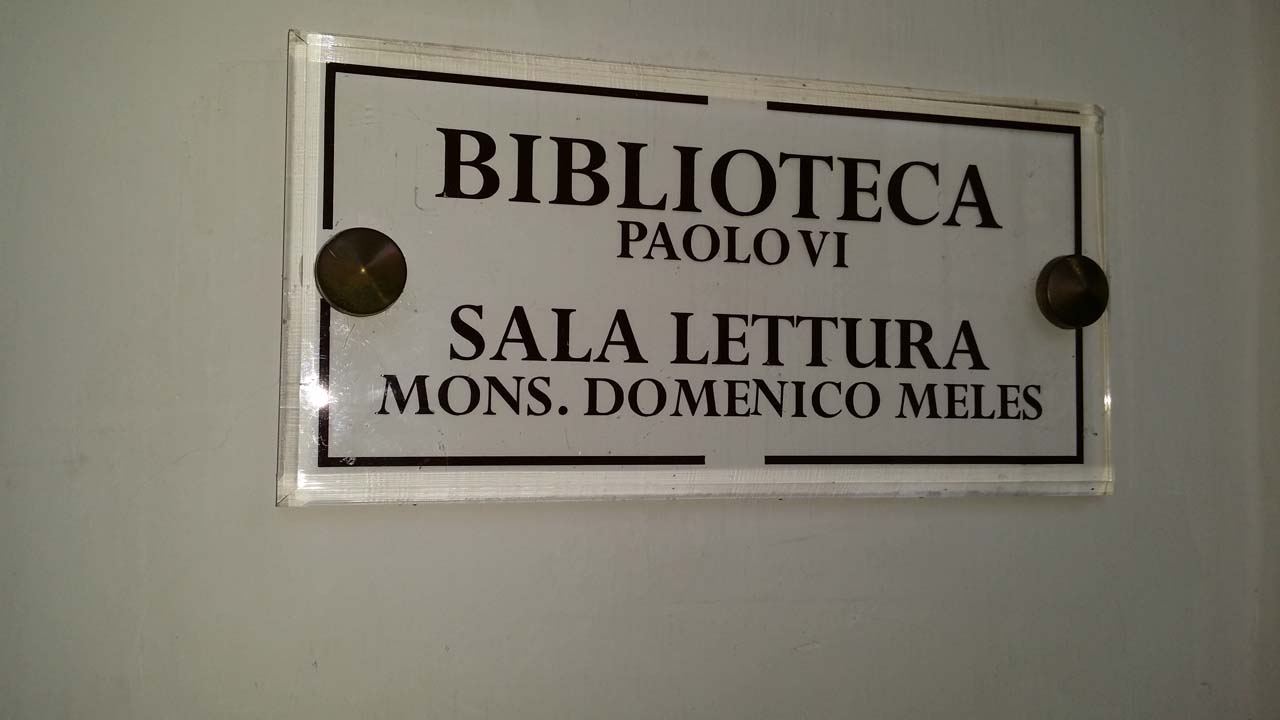 BIBLIOTECA
PAOLO VI
SALA LETTURA
MONS. DOMENICO MELES